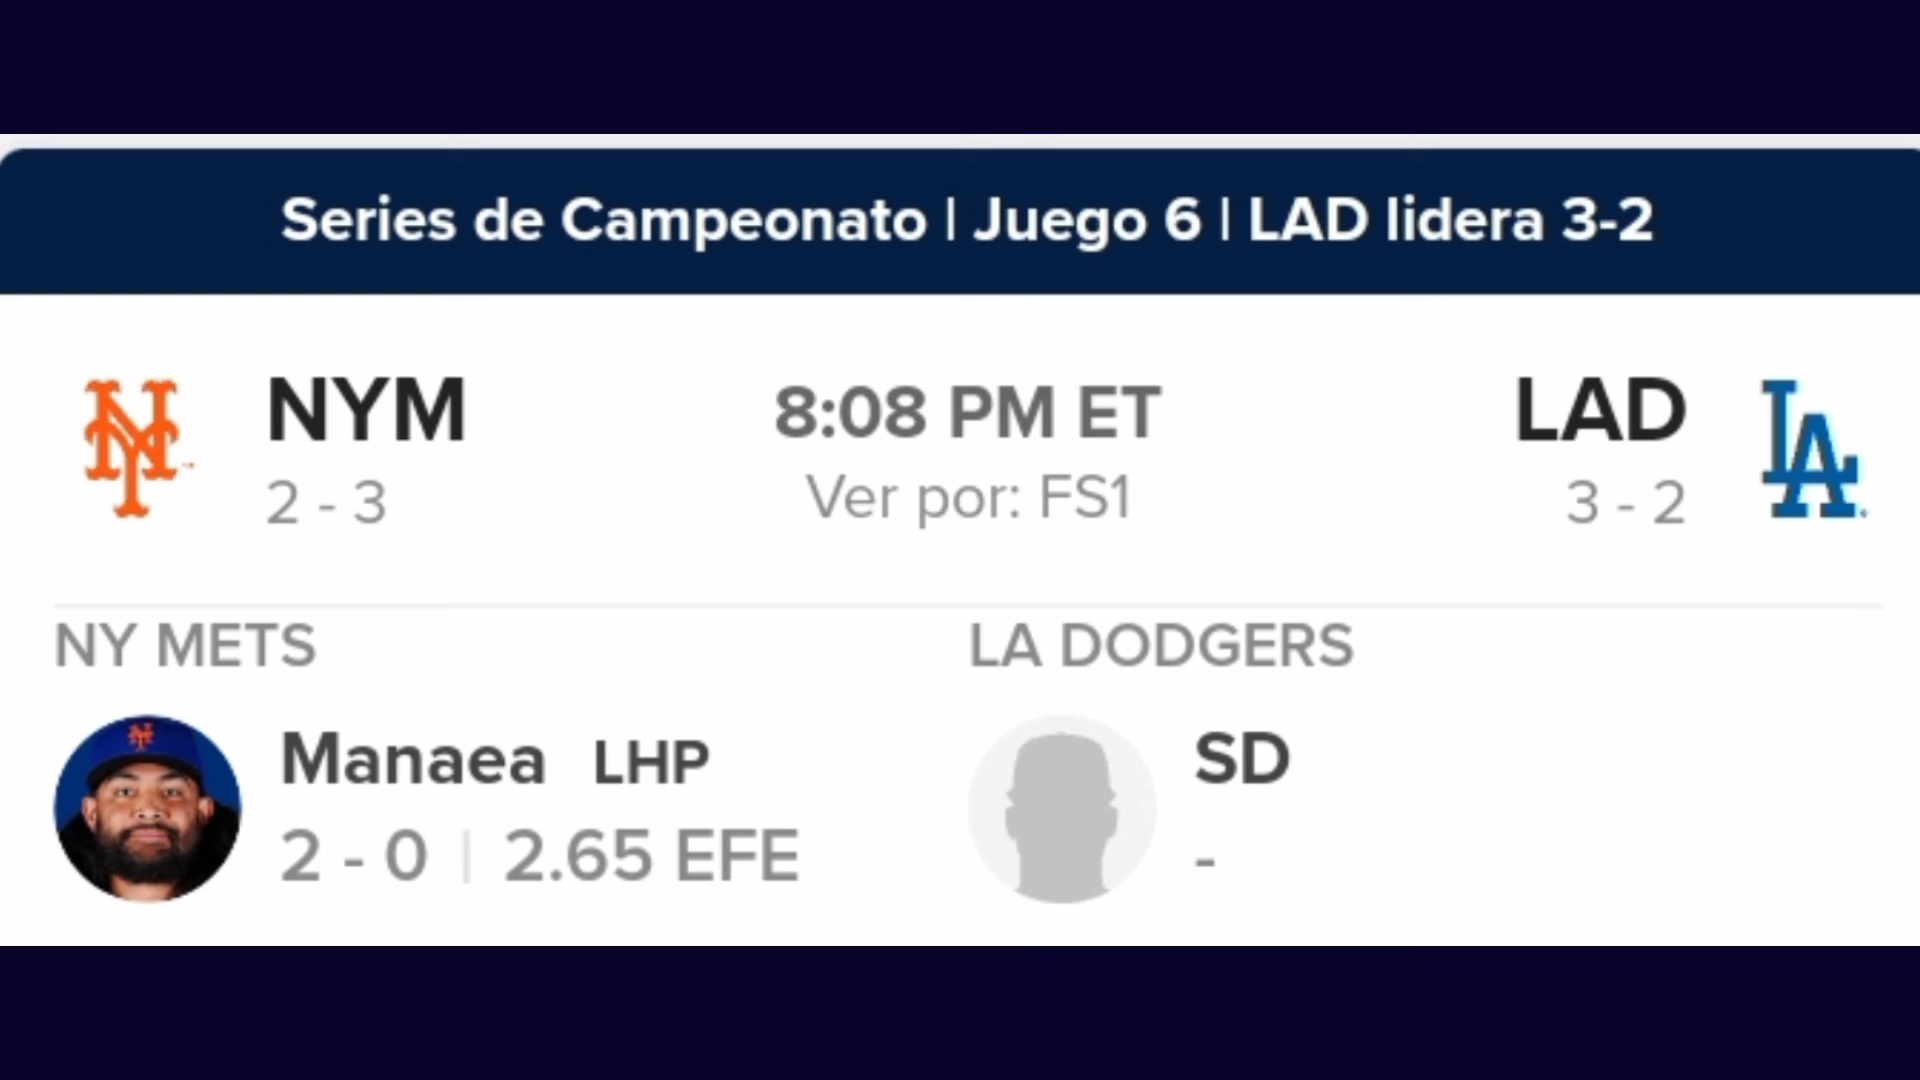 Series de Campeonato | Juego 6 | LAD lidera 3-2
NYM
2 - 3
8:08 PM ET
Ver por: FS1
LAD
3 - 2
LA
NY METS
Manaea LHP
2 - 0 | 2.65 EFE
LA DODGERS
SD
-